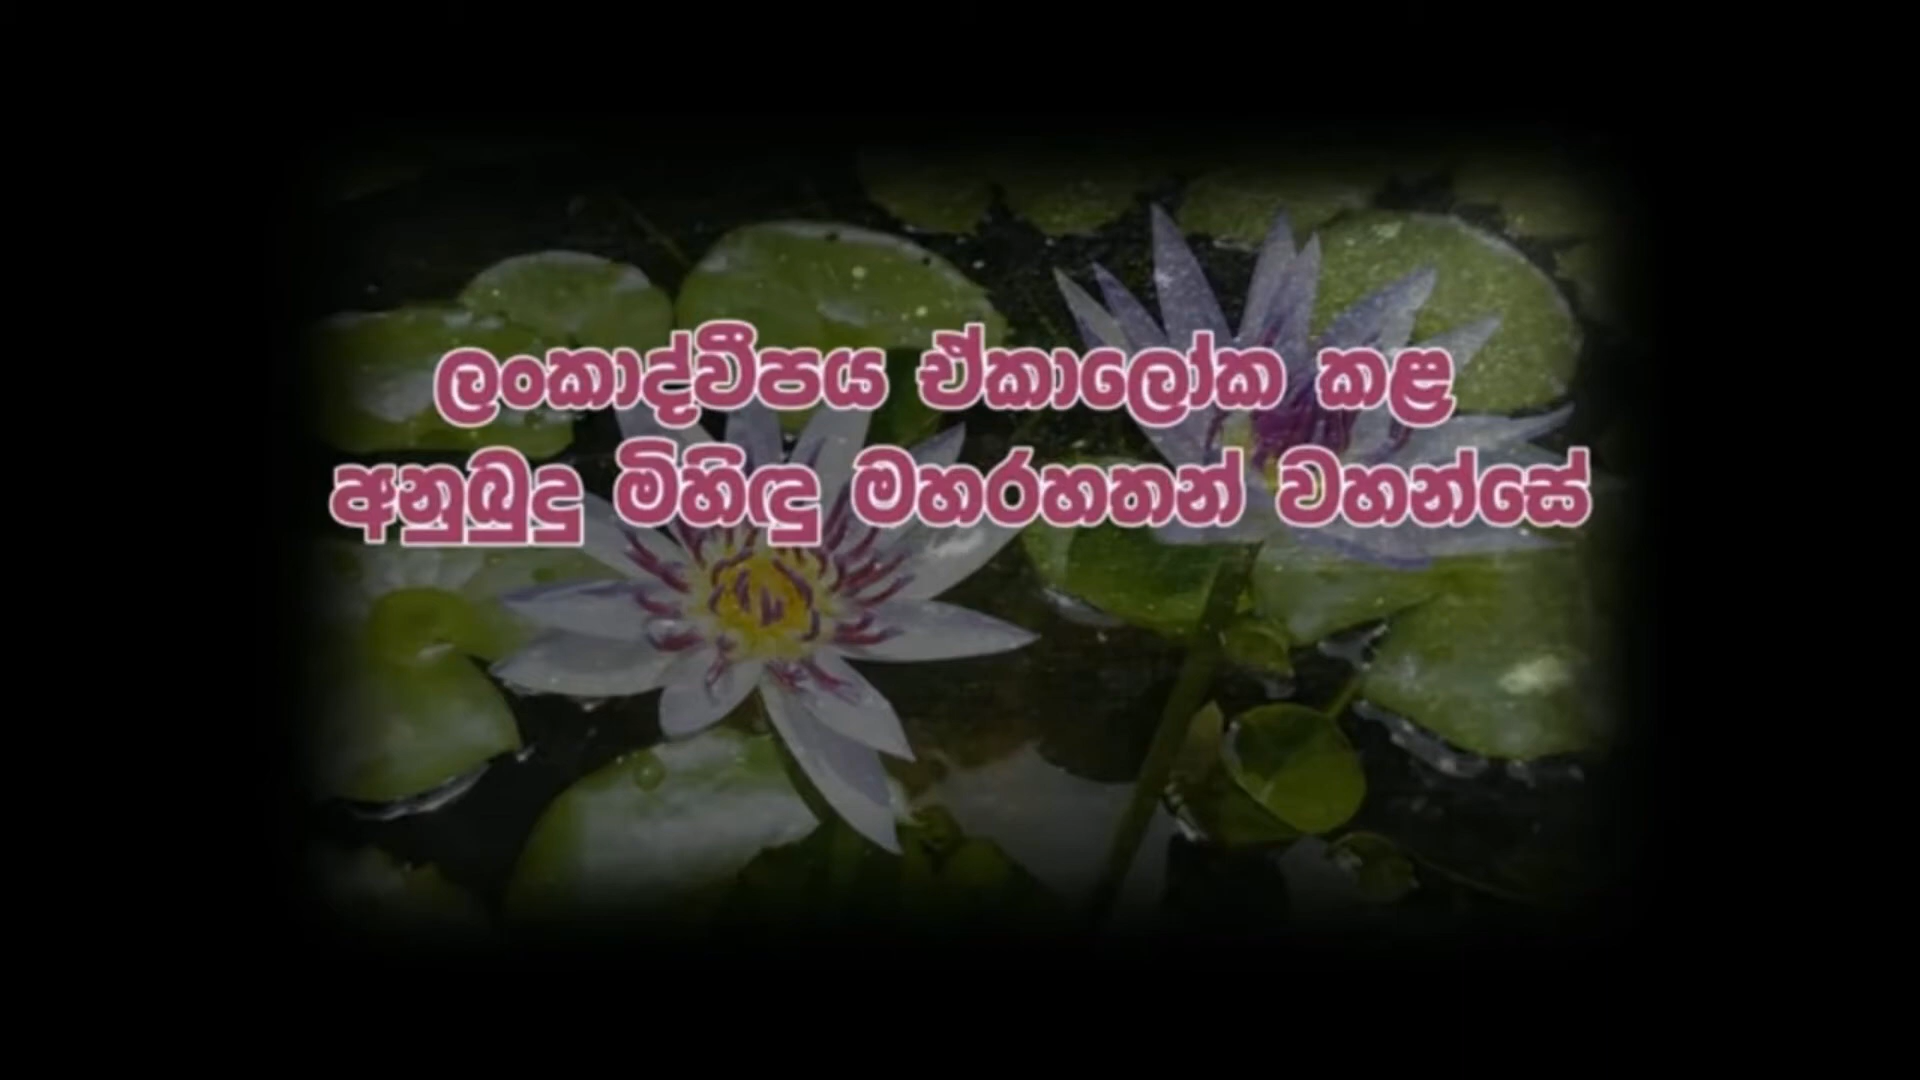 ලංකාද්වීපය ඒකාලෝක කළ
අනුබුදු මිහිඳු මහරහතන් වහන්සේ